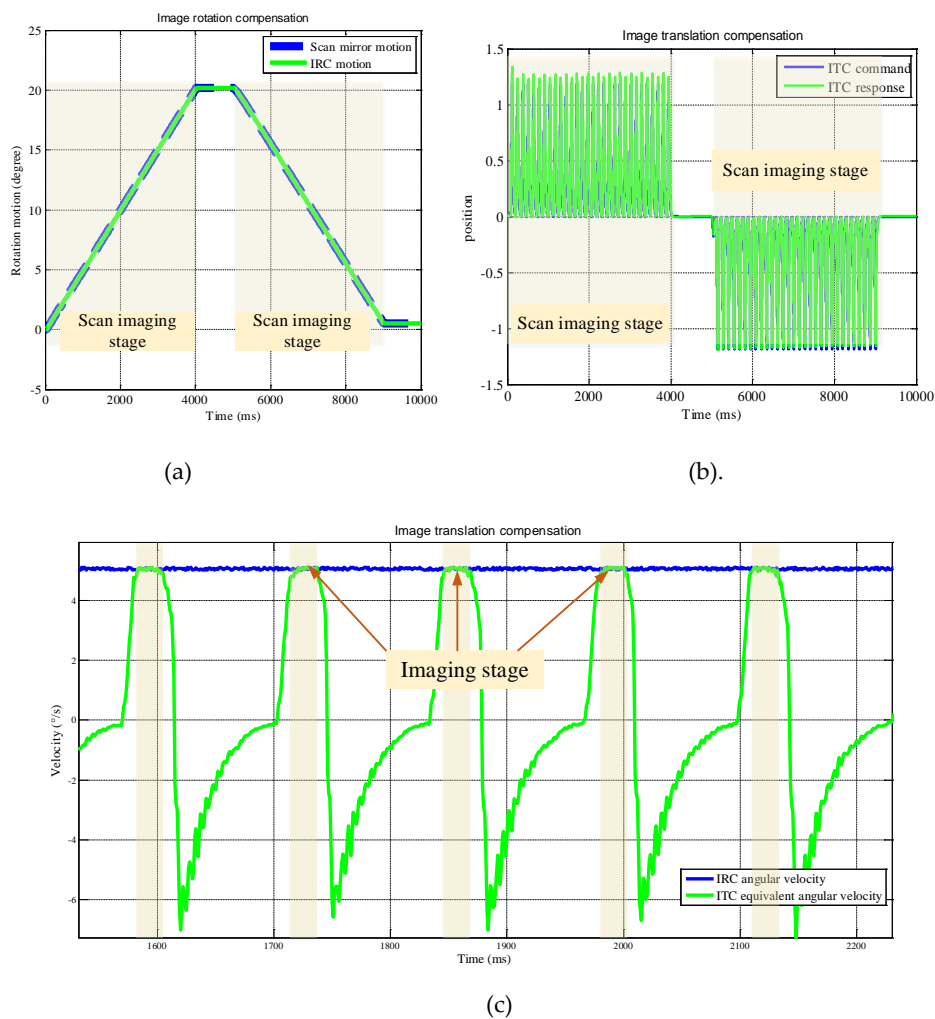 Image rotation compensation
25
20
15
10
5
0
-5
Rotation motion (degree)
Scan mirror motion
IRC motion
Scan imaging
stage
Scan imaging
stage
0
2000
4000
6000
8000
10000
Time (ms)
(a)
Image translation compensation
1.5
1
0.5
0
-0.5
-1
-1.5
position
ITC command
ITC response
Scan imaging stage
Scan imaging stage
0
2000
4000
6000
8000
10000
Time (ms)
(b).
Image translation compensation
4
2
0
-2
-4
-6
Velocity (°/s)
Imaging stage
IRC angular velocity
ITC equivalent angular velocity
1600
1700
1800
1900
2000
2100
2200
Time (ms)
(c)